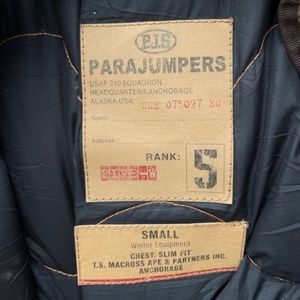 P.J.S
PARAJUMPERS
USAF 210 SQUADRON
HEADQUARTERS ANCHORAGE
ALASKA USA:
Name
Address
RANK:
5
SMALL
Winter Equipment
CHEST: SLIM FIT
T.S. MACROSS APE & PARTNERS INC.
ANCHORAGE